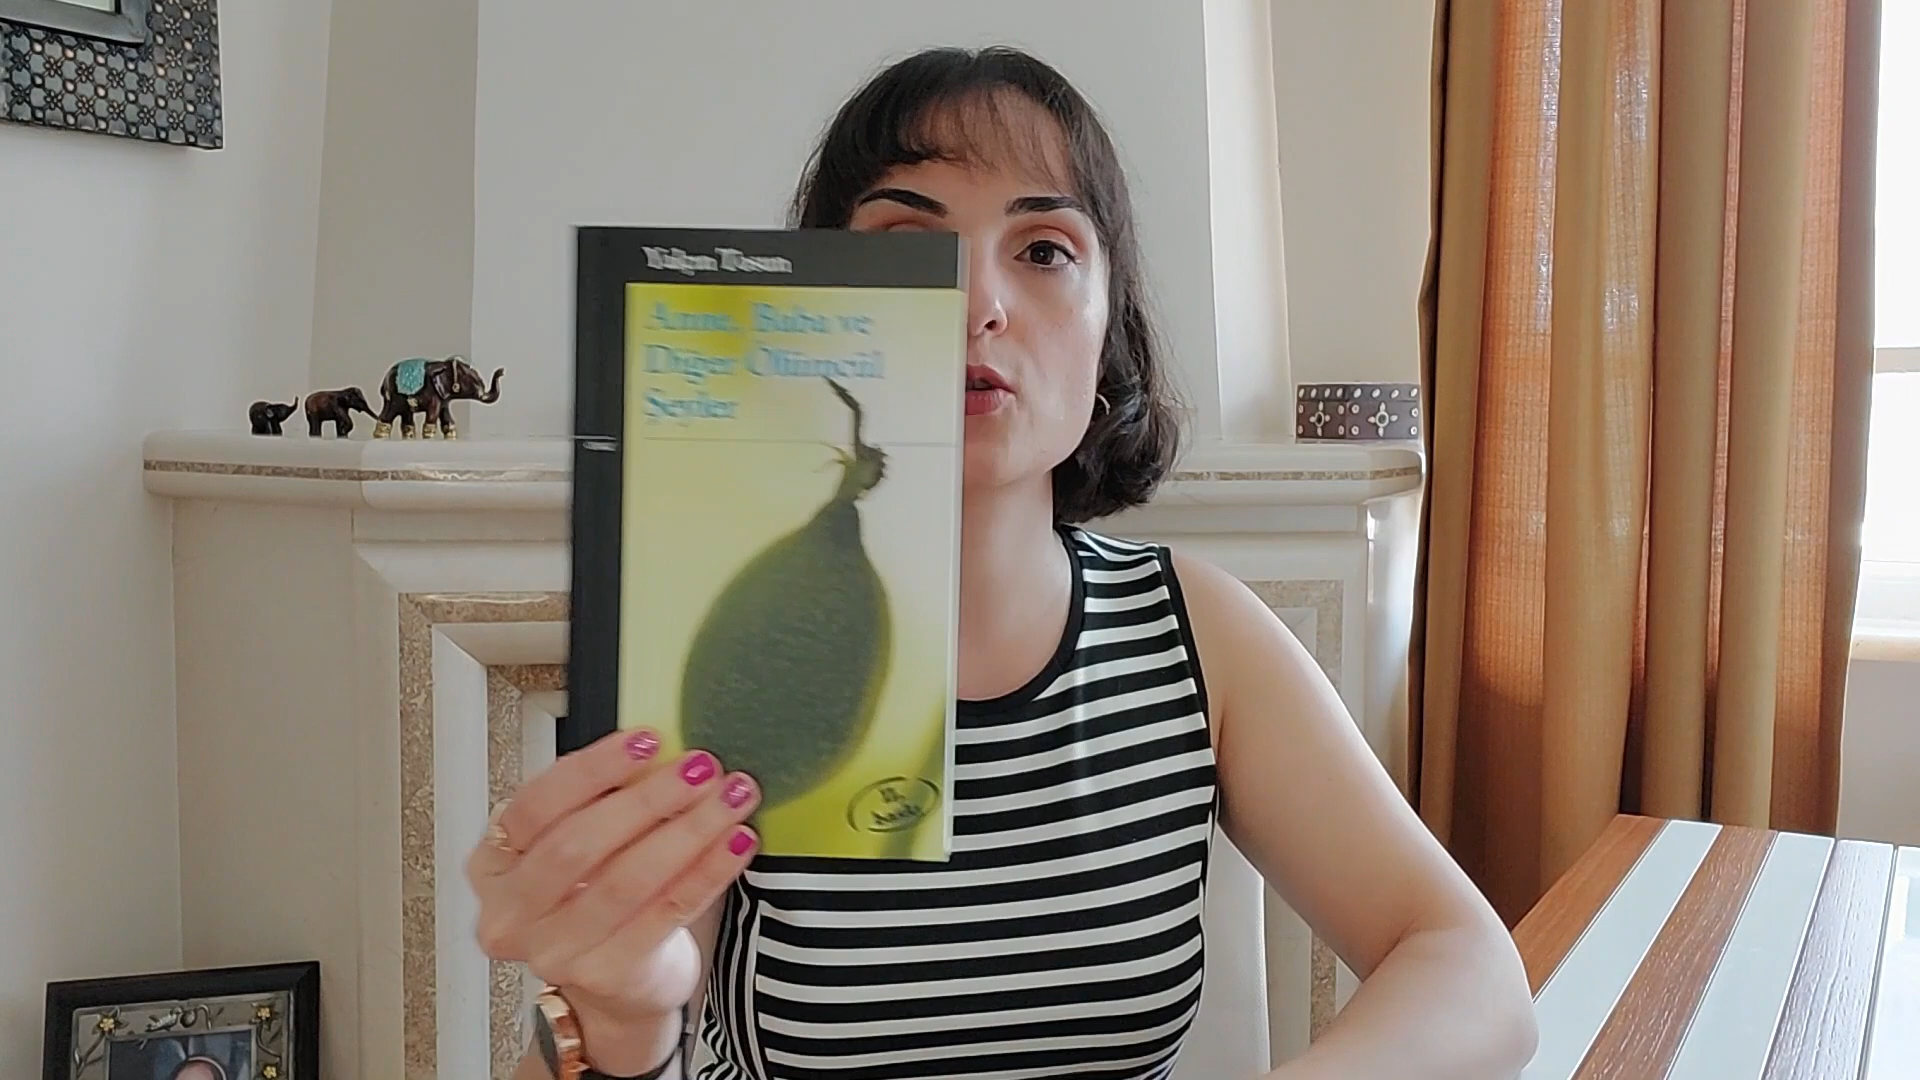 Yalçın Tosun
Anne, Baba ve
Diğer Ölümcül
Şeyler